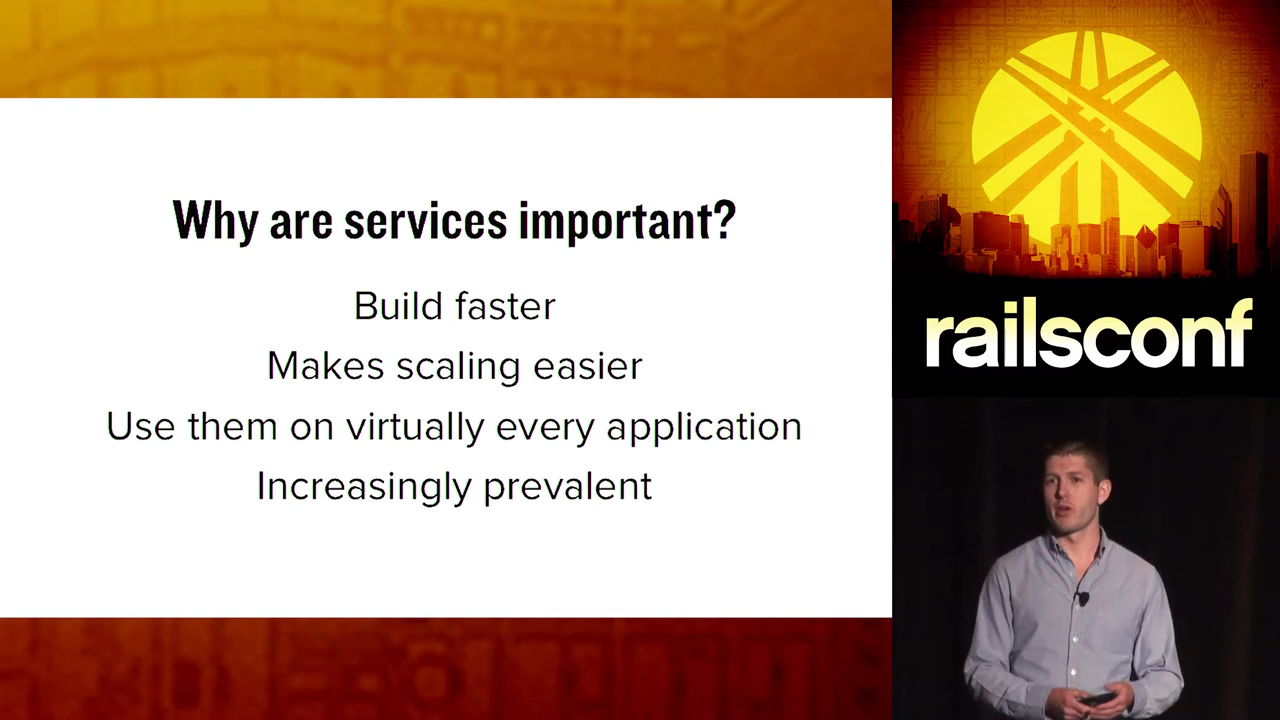 Why are services important?
Build faster
Makes scaling easier
Use them on virtually every application
Increasingly prevalent
railsconf